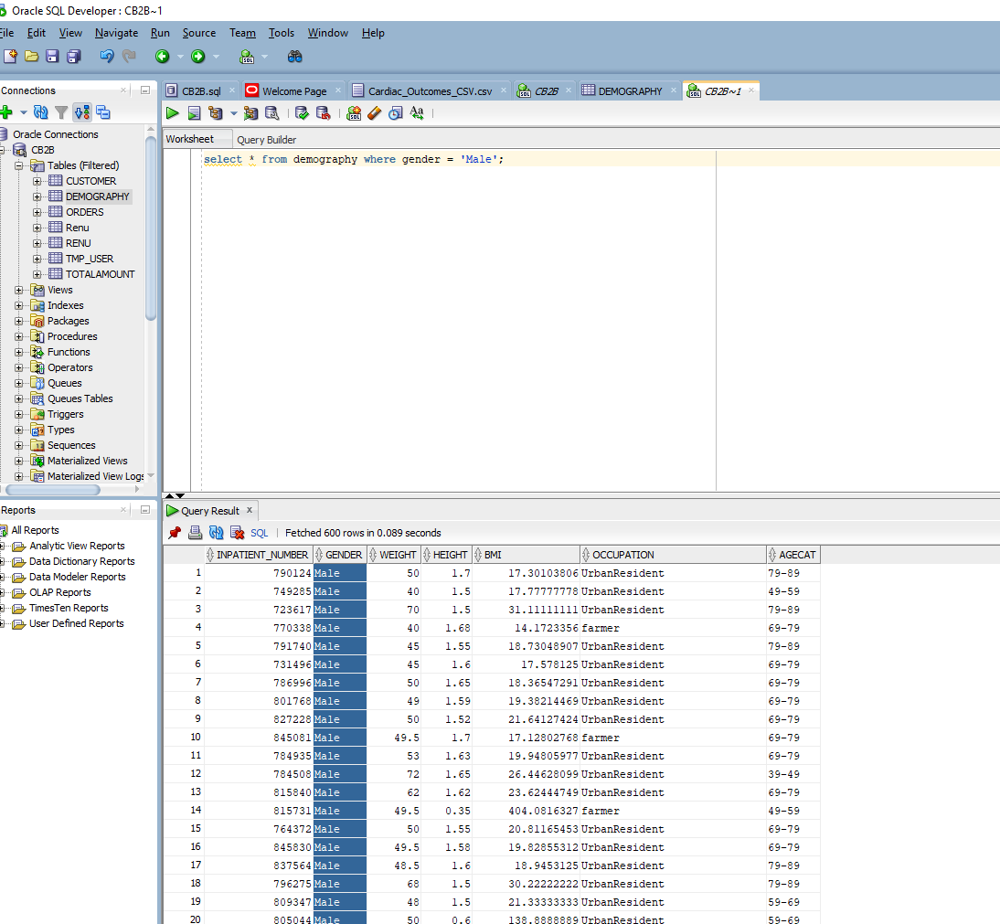 Oracle SQL Developer : CB2B~1
File Edit View Navigate Run Source Team Tools Window Help
Connections
CB2B.sql Welcome Page Cardiac_Outcomes_CSV.csv CB2B DEMOGRAPHY CB2B~1
Oracle Connections
CB2B
Tables (Filtered)
CUSTOMER
DEMOGRAPHY
ORDERS
Renu
RENU
TMP_USER
TOTALAMOUNT
Views
Indexes
Packages
Procedures
Functions
Operators
Queues
Queues Tables
Triggers
Types
Sequences
Materialized Views
Materialized View Logs
Worksheet Query Builder
select * from demography where gender = 'Male';
Reports
All Reports
Analytic View Reports
Data Dictionary Reports
Data Modeler Reports
OLAP Reports
TimesTen Reports
User Defined Reports
Query Result
SQL | Fetched 600 rows in 0.089 seconds
INPATIENT_NUMBER GENDER WEIGHT HEIGHT BMI OCCUPATION AGECAT
1 790124 Male 50 1.7 17.30103806 UrbanResident 79-89
2 749285 Male 40 1.5 17.77777778 UrbanResident 49-59
3 723617 Male 70 1.5 31.11111111 UrbanResident 79-89
4 770338 Male 40 1.68 14.1723356 farmer 69-79
5 791740 Male 45 1.55 18.73048907 UrbanResident 79-89
6 731496 Male 45 1.6 17.578125 UrbanResident 69-79
7 786996 Male 50 1.65 18.36547291 UrbanResident 69-79
8 801768 Male 49 1.59 19.38214469 UrbanResident 69-79
9 827228 Male 50 1.52 21.64127424 UrbanResident 69-79
10 845081 Male 49.5 1.7 17.12802768 farmer 69-79
11 784935 Male 53 1.63 19.94805977 UrbanResident 69-79
12 784508 Male 72 1.65 26.44628099 UrbanResident 39-49
13 815840 Male 62 1.62 23.62444749 UrbanResident 69-79
14 815731 Male 49.5 0.35 404.0816327 farmer 49-59
15 764372 Male 50 1.55 20.81165453 UrbanResident 69-79
16 845830 Male 49.5 1.58 19.82855312 UrbanResident 69-79
17 837564 Male 48.5 1.6 18.9453125 UrbanResident 79-89
18 796275 Male 68 1.5 30.22222222 UrbanResident 79-89
19 809347 Male 48 1.5 21.33333333 UrbanResident 59-69
20 805044 Male 50 0.6 138.8888889 UrbanResident 59-69